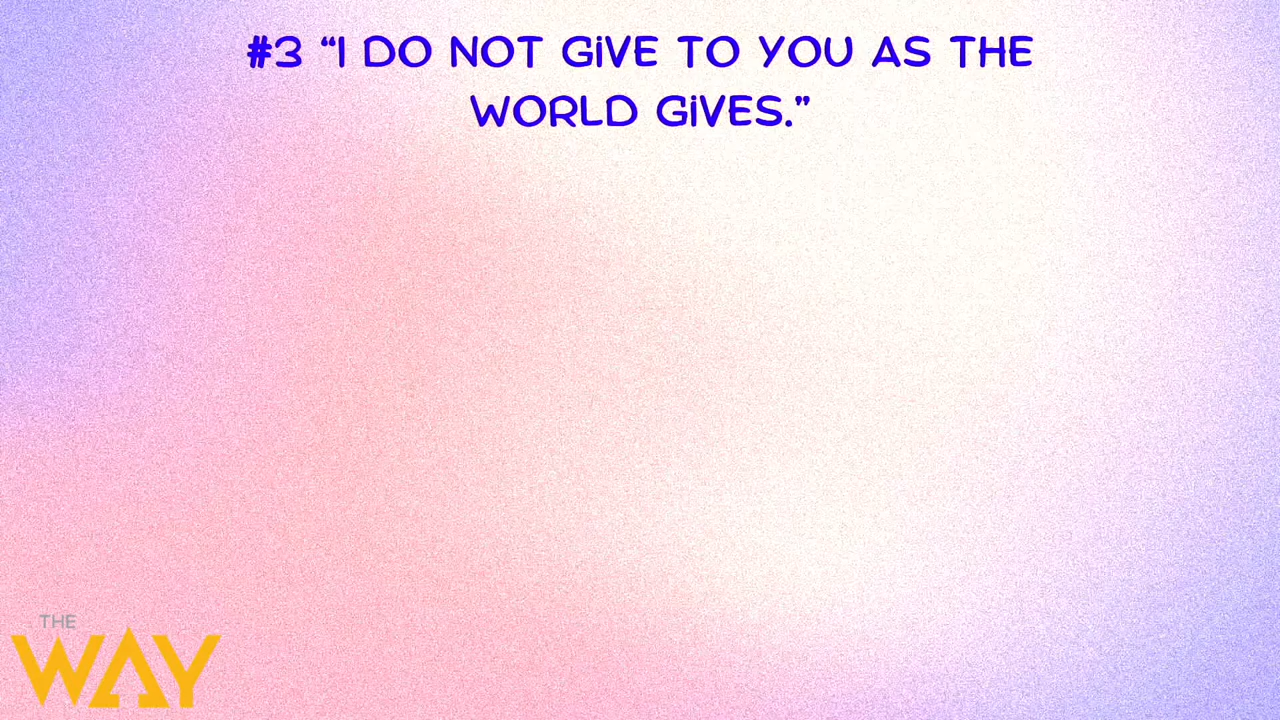 #3 “I DO NOT GiVE TO YOU AS THE
WORLD GiVES.”
THE
WAY